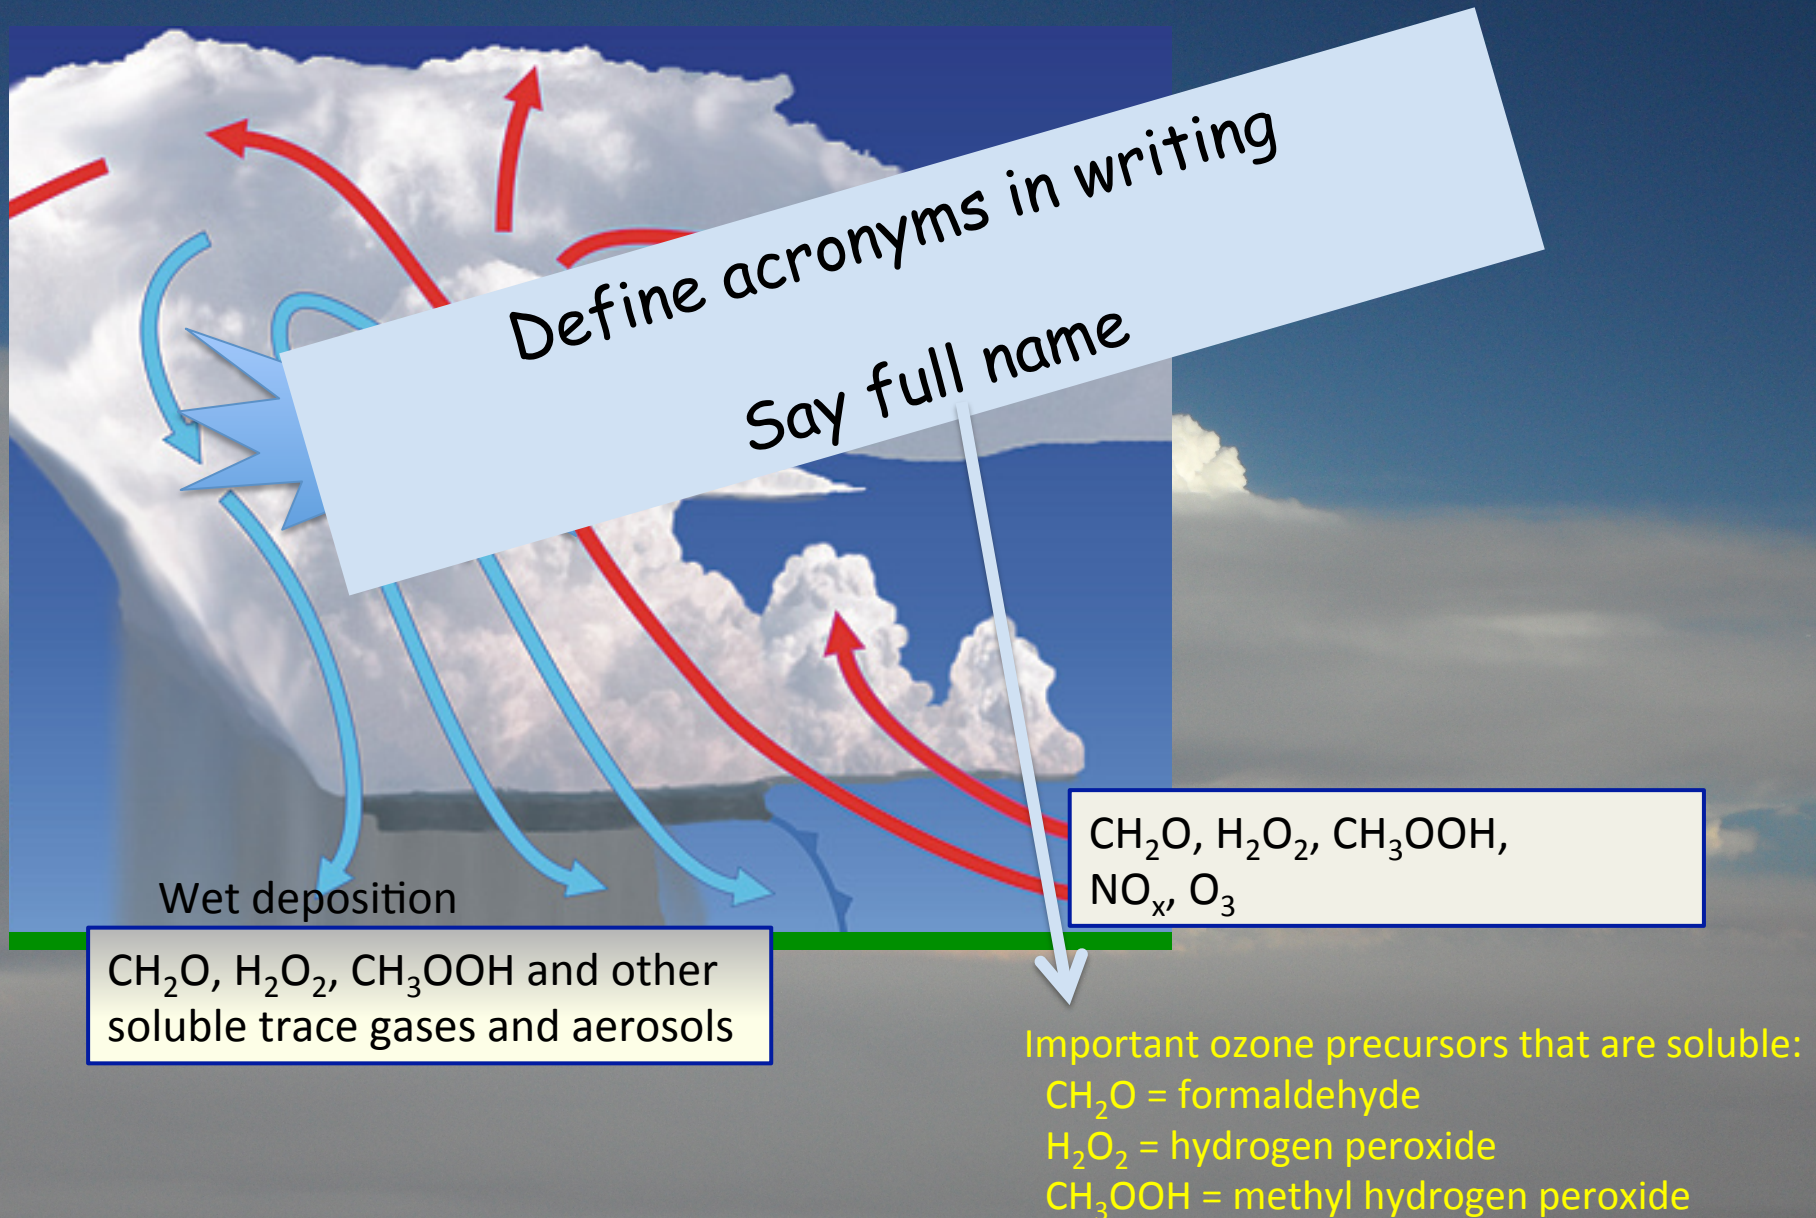 Define acronyms in writing
Say full name
CH₂O, H₂O₂, CH₃OOH,
NOₓ, O₃
Wet deposition
CH₂O, H₂O₂, CH₃OOH and other
soluble trace gases and aerosols
Important ozone precursors that are soluble:
CH₂O = formaldehyde
H₂O₂ = hydrogen peroxide
CH₃OOH = methyl hydrogen peroxide